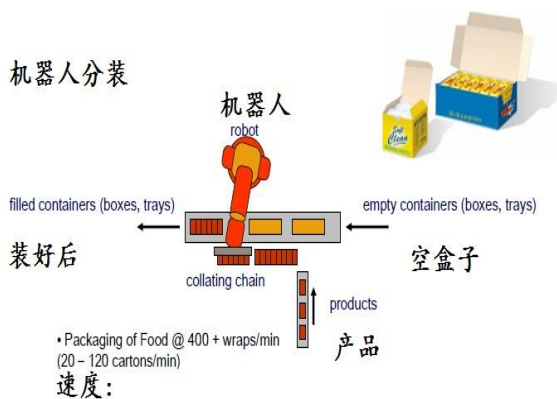 机器人分装
机器人
robot
filled containers (boxes, trays)
empty containers (boxes, trays)
装好后
空盒子
collating chain
products
产品
• Packaging of Food @ 400 + wraps/min
(20 – 120 cartons/min)
速度：
Soft
Clean